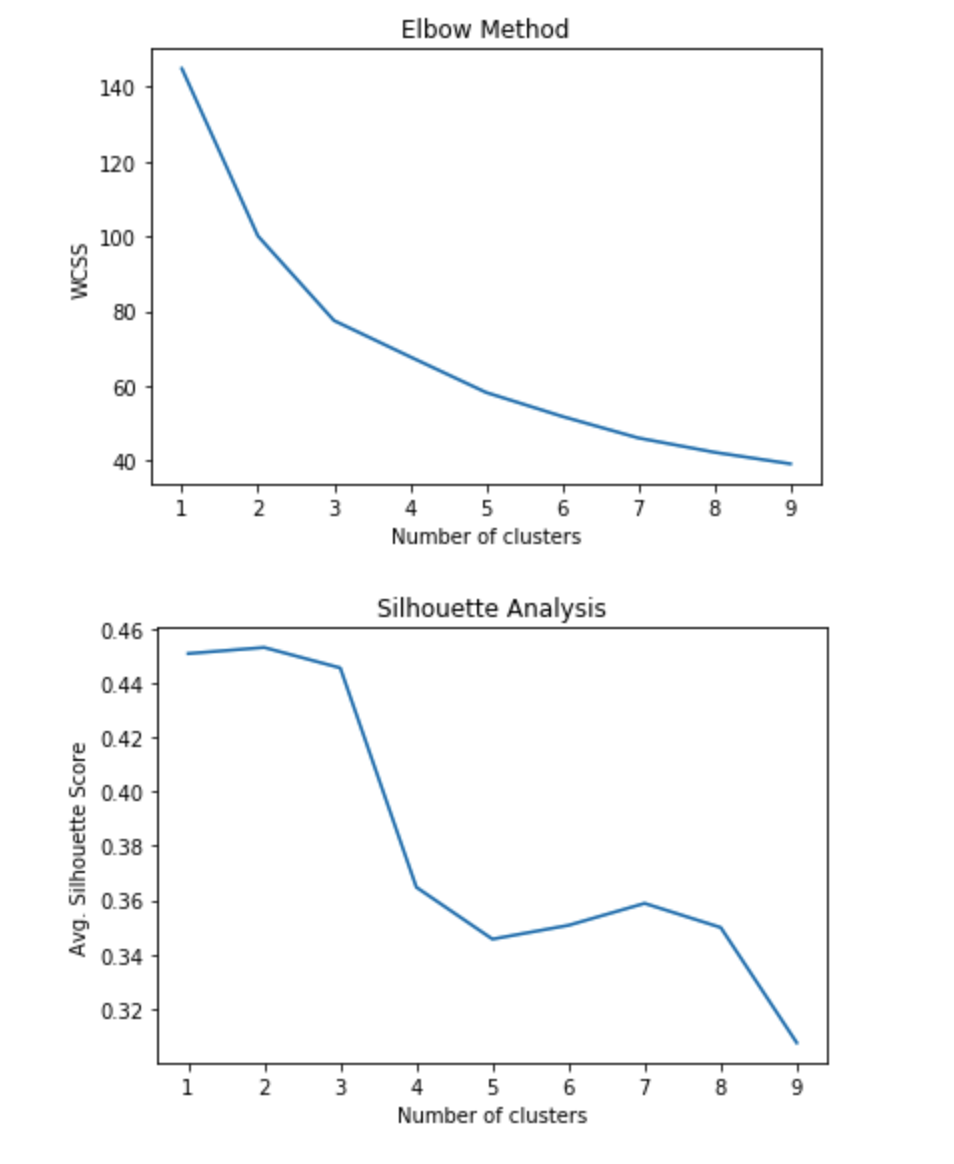 Elbow Method
140
120
100
80
60
40
WCSS
1 2 3 4 5 6 7 8 9
Number of clusters
Silhouette Analysis
0.46
0.44
0.42
0.40
0.38
0.36
0.34
0.32
Avg. Silhouette Score
1 2 3 4 5 6 7 8 9
Number of clusters